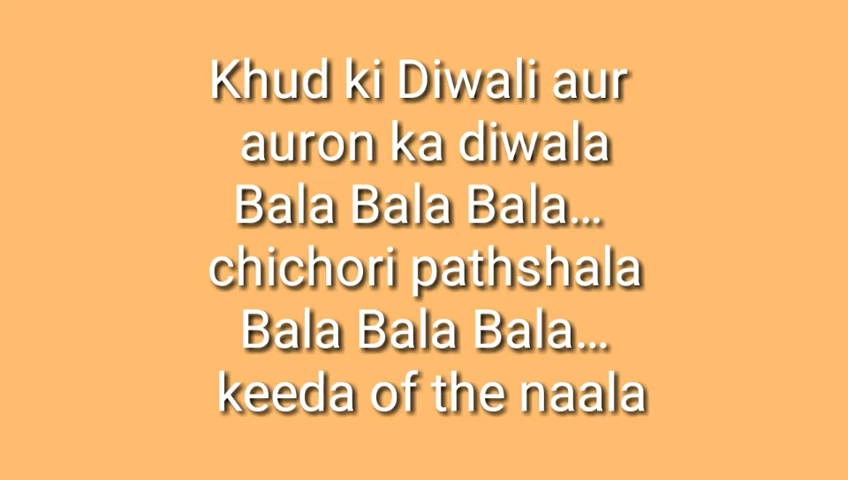 Khud ki Diwali aur
auron ka diwala
Bala Bala Bala...
chichori pathshala
Bala Bala Bala...
keeda of the naala